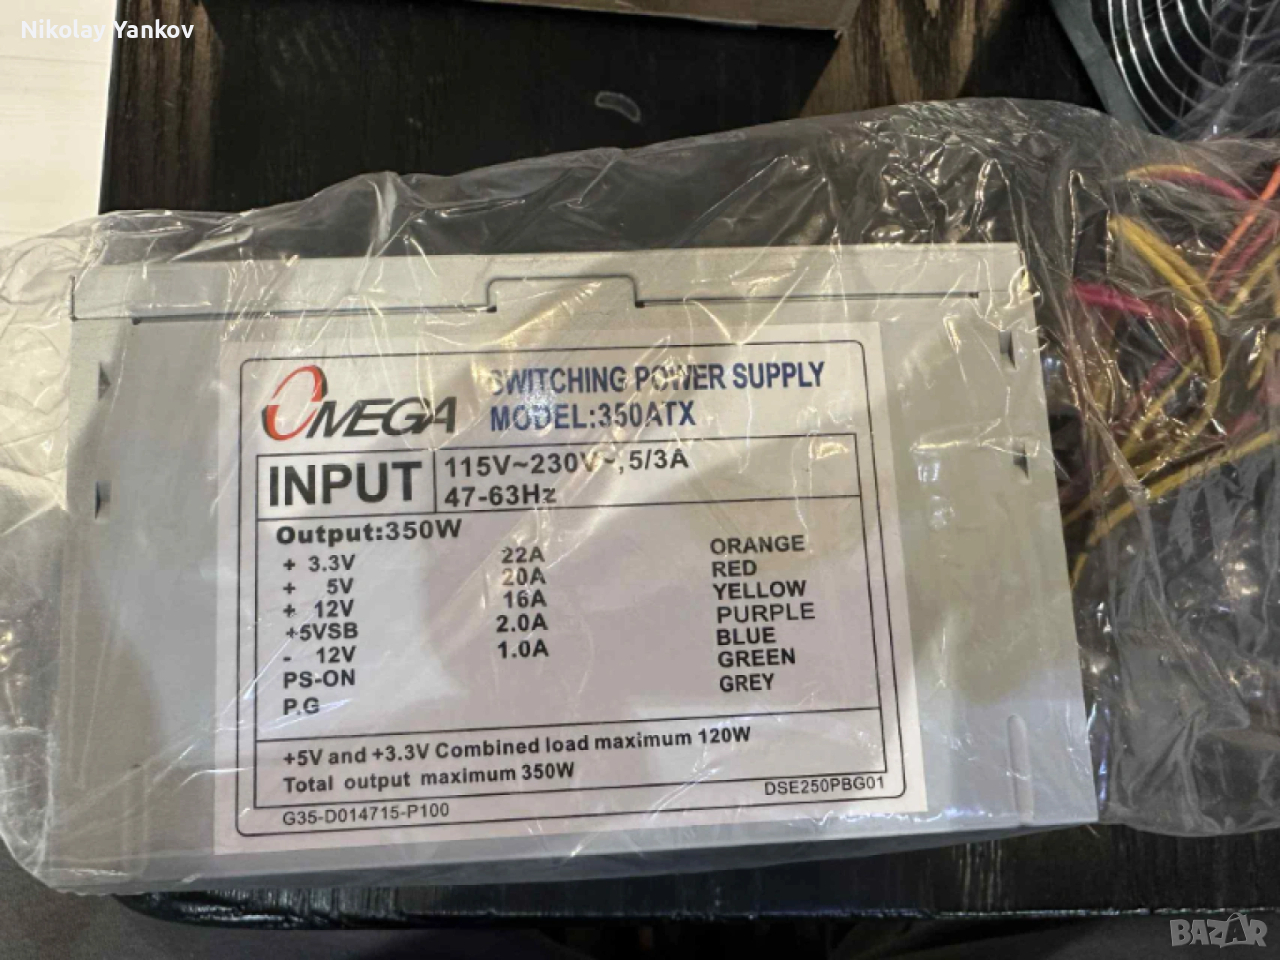 Nikolay Yankov
OMEGA
SWITCHING POWER SUPPLY
MODEL:350ATX
INPUT
115V~230V~,5/3A
47-63Hz
Output:350W
+ 3.3V 22A ORANGE
+ 5V 20A RED
+ 12V 16A YELLOW
+5VSB 2.0A PURPLE
- 12V 1.0A BLUE
PS-ON GREEN
P.G GREY
+5V and +3.3V Combined load maximum 120W
Total output maximum 350W
DSE250PBG01
G35-D014715-P100
BAZAR